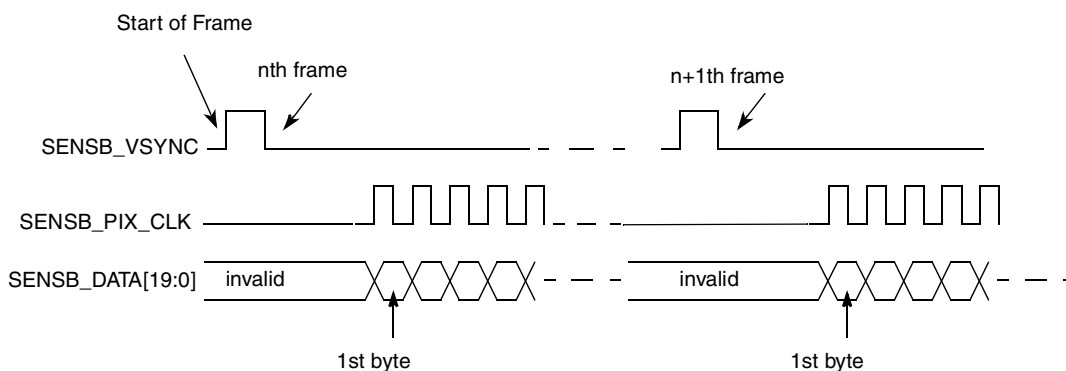 Start of Frame
nth frame
n+1th frame
SENSB_VSYNC
SENSB_PIX_CLK
SENSB_DATA[19:0]
invalid
invalid
1st byte
1st byte